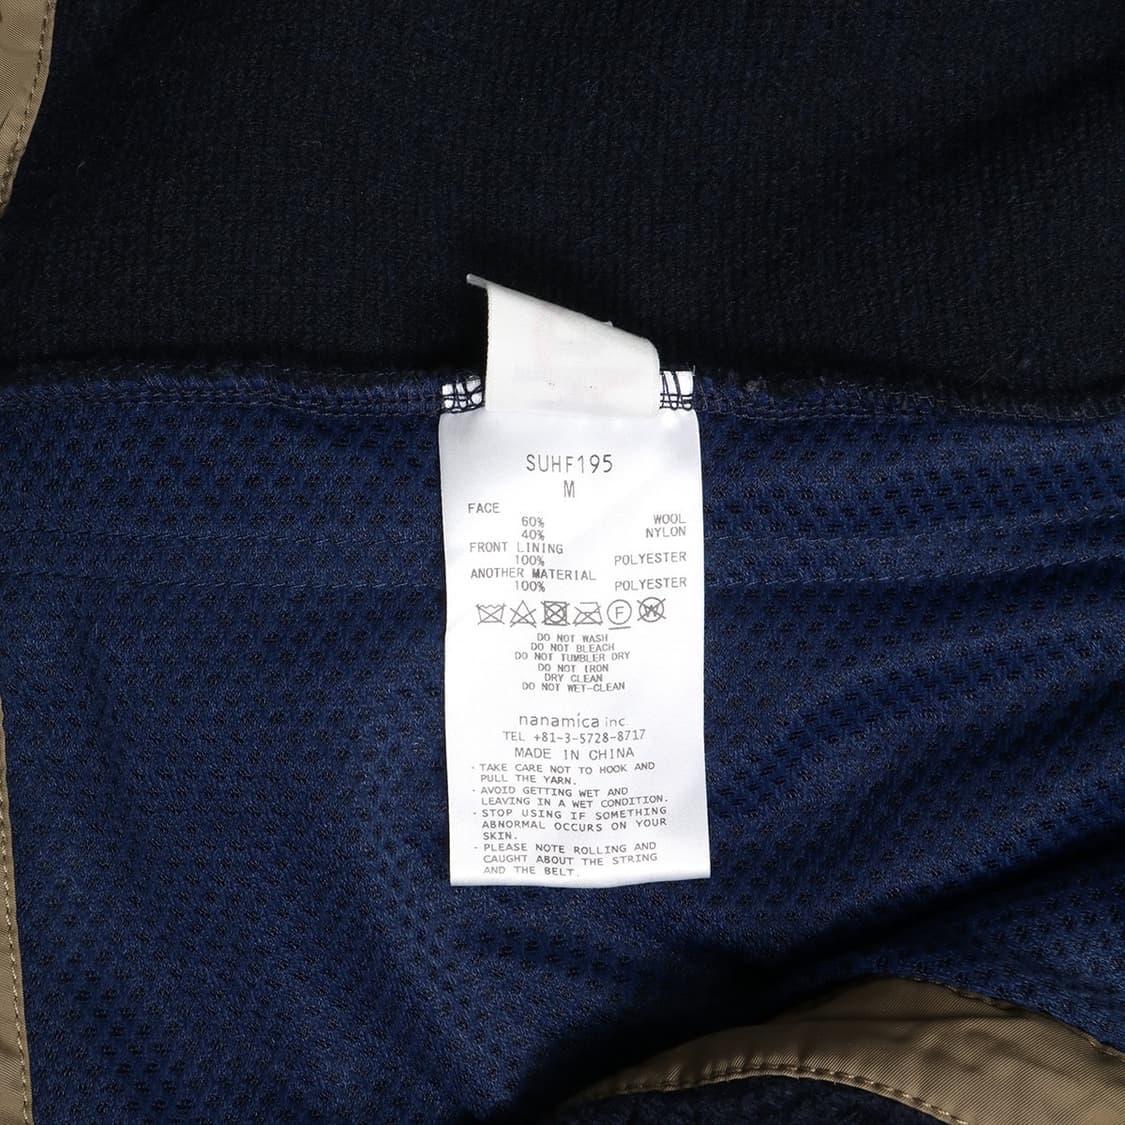 SUHF195
M
FACE
60% WOOL
40% NYLON
FRONT LINING
100% POLYESTER
ANOTHER MATERIAL
100% POLYESTER
F W
DO NOT WASH
DO NOT BLEACH
DO NOT TUMBLER DRY
DO NOT IRON
DRY CLEAN
DO NOT WET-CLEAN
nanamica inc.
TEL +81-3-5728-8717
MADE IN CHINA
・TAKE CARE NOT TO HOOK AND
PULL THE YARN.
・AVOID GETTING WET AND
LEAVING IN A WET CONDITION.
・STOP USING IF SOMETHING
ABNORMAL OCCURS ON YOUR
SKIN.
・PLEASE NOTE ROLLING AND
CAUGHT ABOUT THE STRING
AND THE BELT.